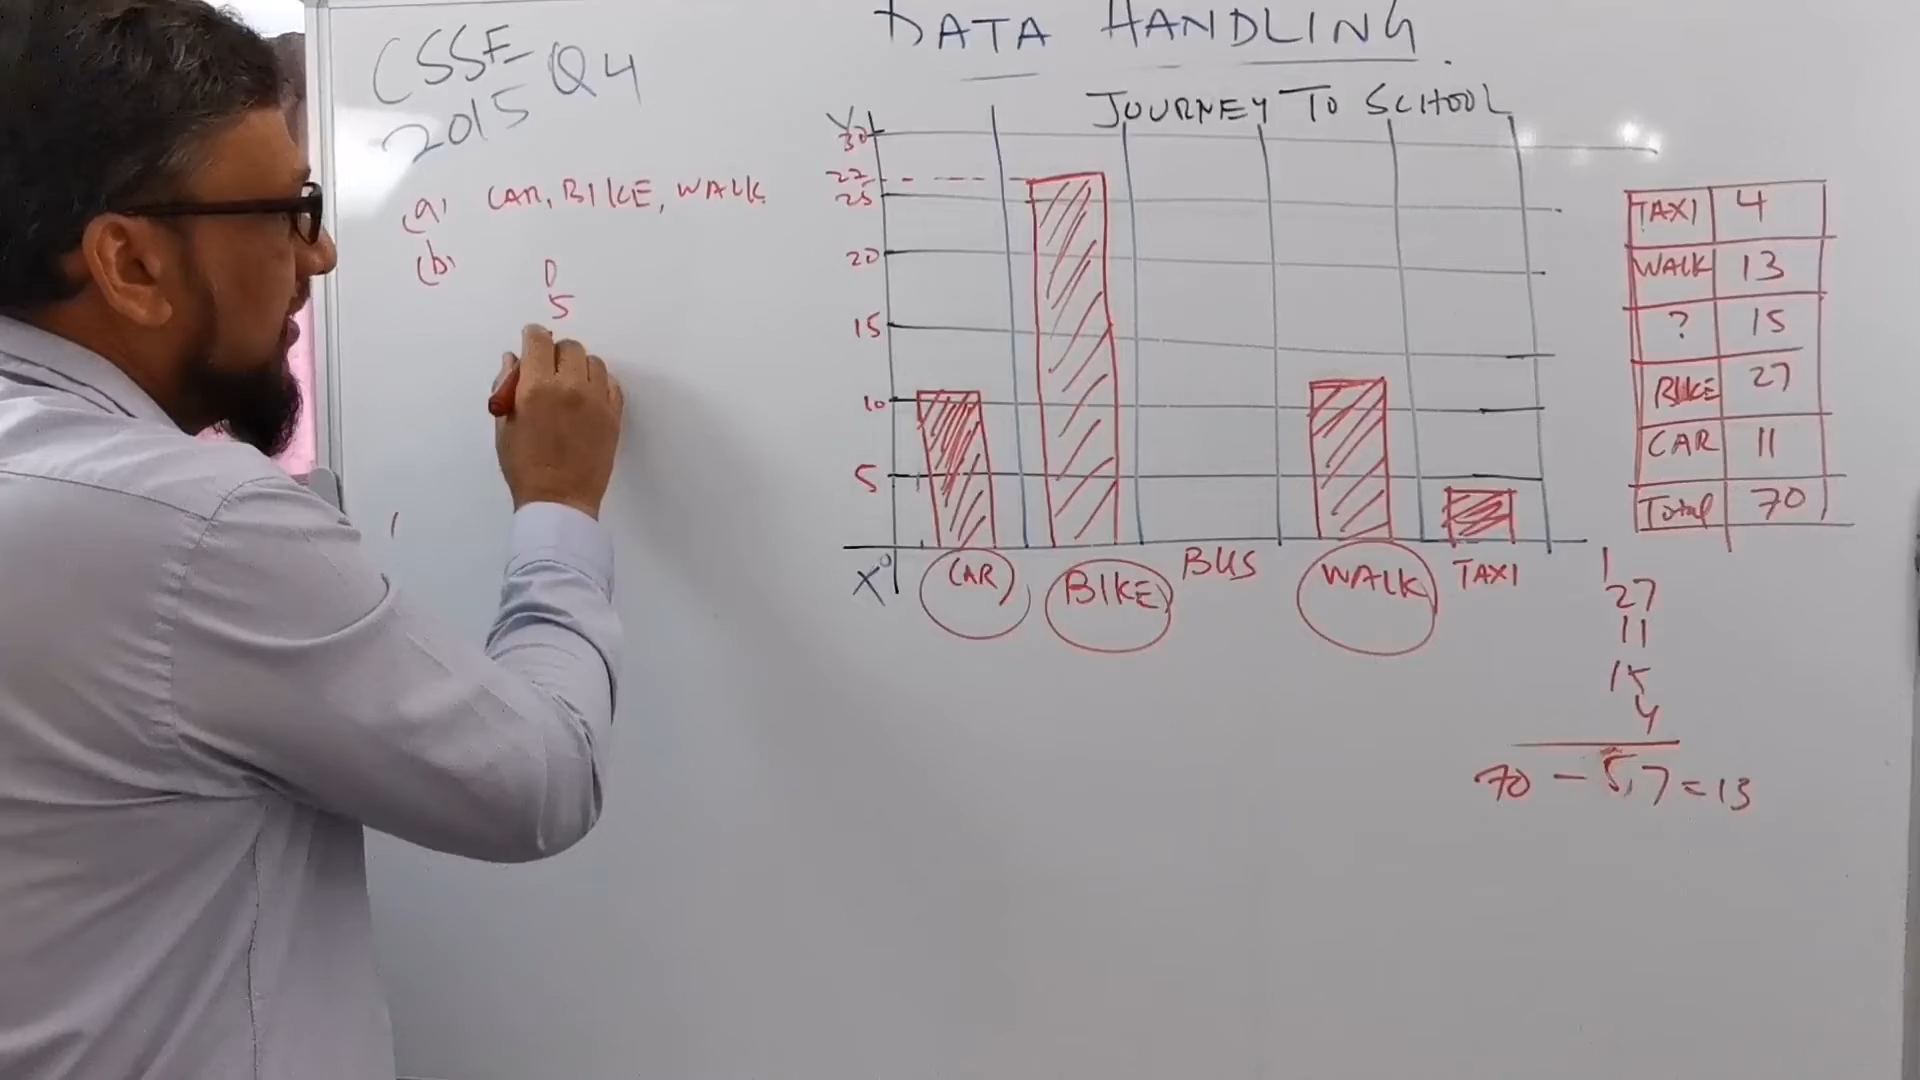 DATA HANDLING
CSSE
2015 Q4
(a) CAR, BIKE, WALK
(b)
0
5
JOURNEY TO SCHOOL
Y
30
27
25
20
15
10
5
0
X
CAR
BIKE
BUS
WALK
TAXI
TAXI 4
WALK 13
? 15
BIKE 27
CAR 11
Total 70
1
27
11
15
4
70 - 57 = 13